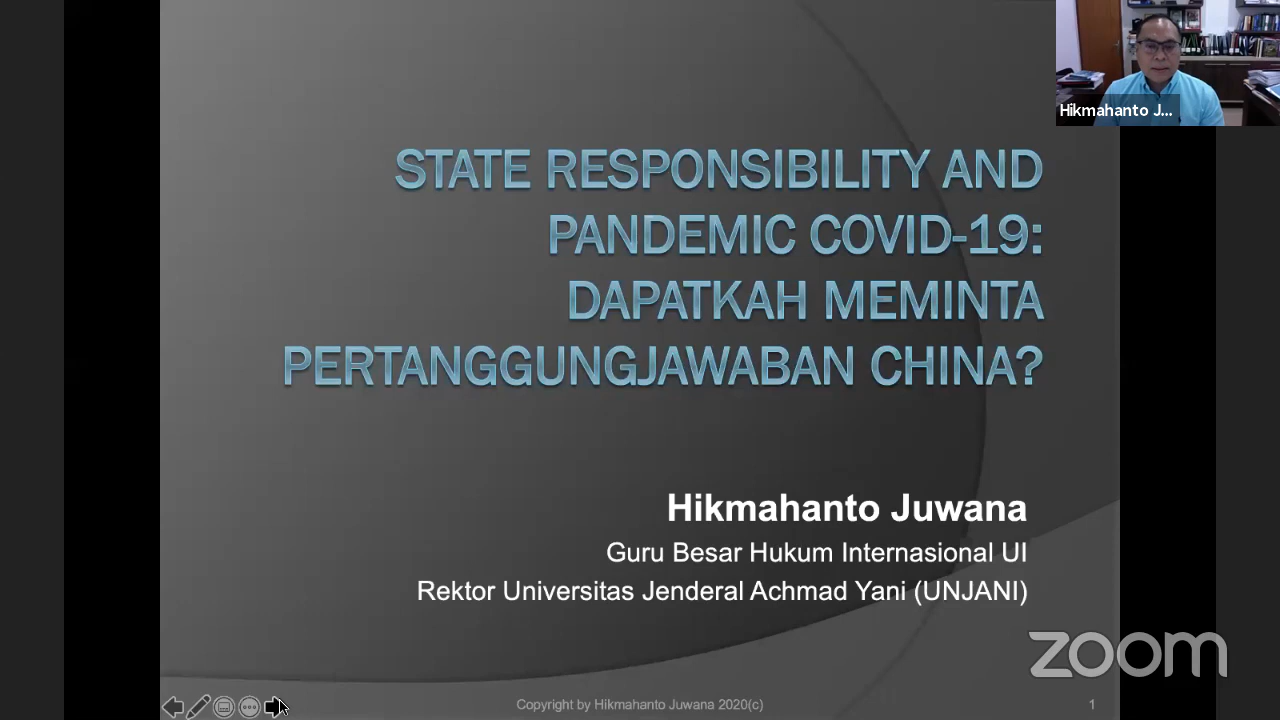 Hikmahanto J...
STATE RESPONSIBILITY AND
PANDEMIC COVID-19:
DAPATKAH MEMINTA
PERTANGGUNGJAWABAN CHINA?
Hikmahanto Juwana
Guru Besar Hukum Internasional UI
Rektor Universitas Jenderal Achmad Yani (UNJANI)
zoom
Copyright by Hikmahanto Juwana 2020(c)
1